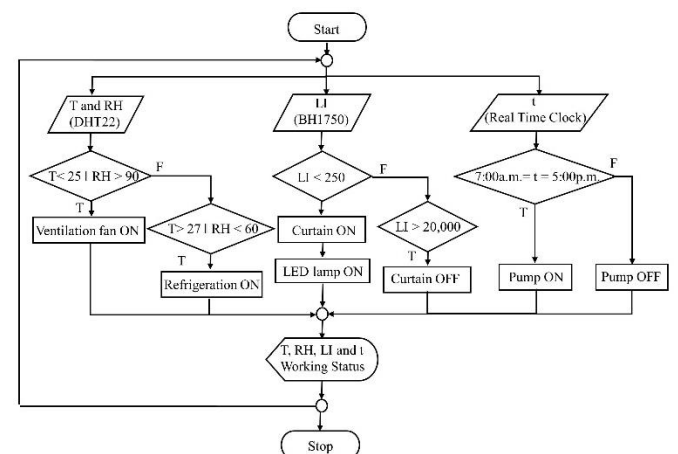 Start
T and RH
(DHT22)
LI
(BH1750)
t
(Real Time Clock)
T< 25 | RH > 90
F
T
Ventilation fan ON
T> 27 | RH < 60
T
Refrigeration ON
LI < 250
F
T
Curtain ON
LED lamp ON
LI > 20,000
T
Curtain OFF
7:00a.m.= t = 5:00p.m.
F
T
Pump ON
Pump OFF
T, RH, LI and t
Working Status
Stop